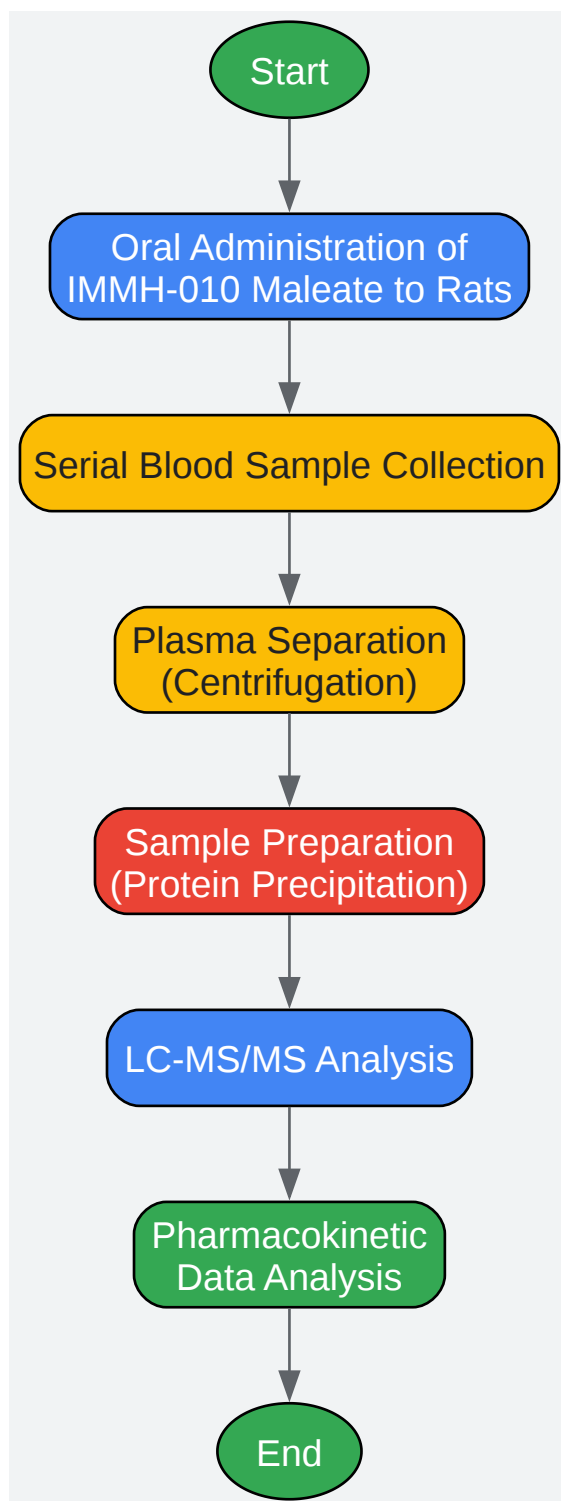 Start
Oral Administration of
IMMH-010 Maleate to Rats
Serial Blood Sample Collection
Plasma Separation
(Centrifugation)
Sample Preparation
(Protein Precipitation)
LC-MS/MS Analysis
Pharmacokinetic
Data Analysis
End